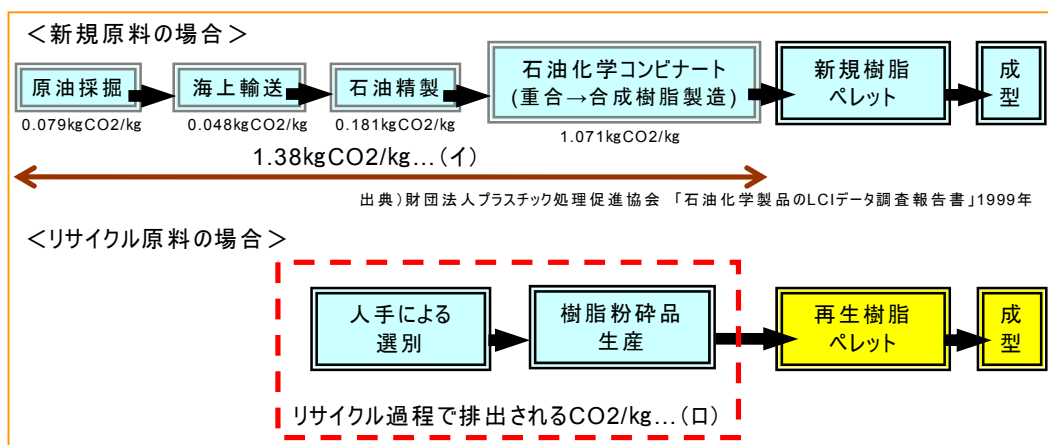 ＜新規原料の場合＞
原油採掘
海上輸送
石油精製
石油化学コンビナート
(重合→合成樹脂製造)
新規樹脂
ペレット
成
型
0.079kgCO2/kg
0.048kgCO2/kg
0.181kgCO2/kg
1.071kgCO2/kg
1.38kgCO2/kg…(イ)
出典)財団法人プラスチック処理促進協会 「石油化学製品のLCIデータ調査報告書」1999年
＜リサイクル原料の場合＞
人手による
選別
樹脂粉砕品
生産
再生樹脂
ペレット
成
型
リサイクル過程で排出されるCO2/kg…(ロ)